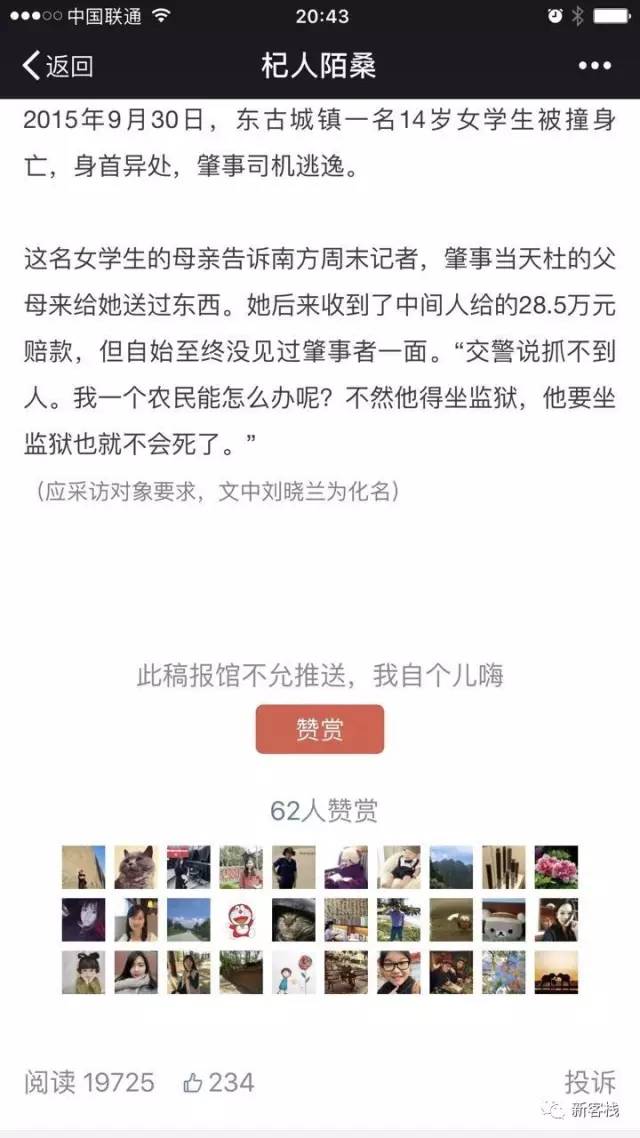 中国联通 20:43
返回 杞人陌桑
2015年9月30日，东古城镇一名14岁女学生被撞身
亡，身首异处，肇事司机逃逸。
这名女学生的母亲告诉南方周末记者，肇事当天杜的父
母来给她送过东西。她后来收到了中间人给的28.5万元
赔款，但自始至终没见过肇事者一面。“交警说抓不到
人。我一个农民能怎么办呢？不然他得坐监狱，他要坐
监狱也就不会死了。”
（应采访对象要求，文中刘晓兰为化名）
此稿报馆不允推送，我自个儿嗨
赞赏
62人赞赏
阅读 19725 234 投诉
新客栈